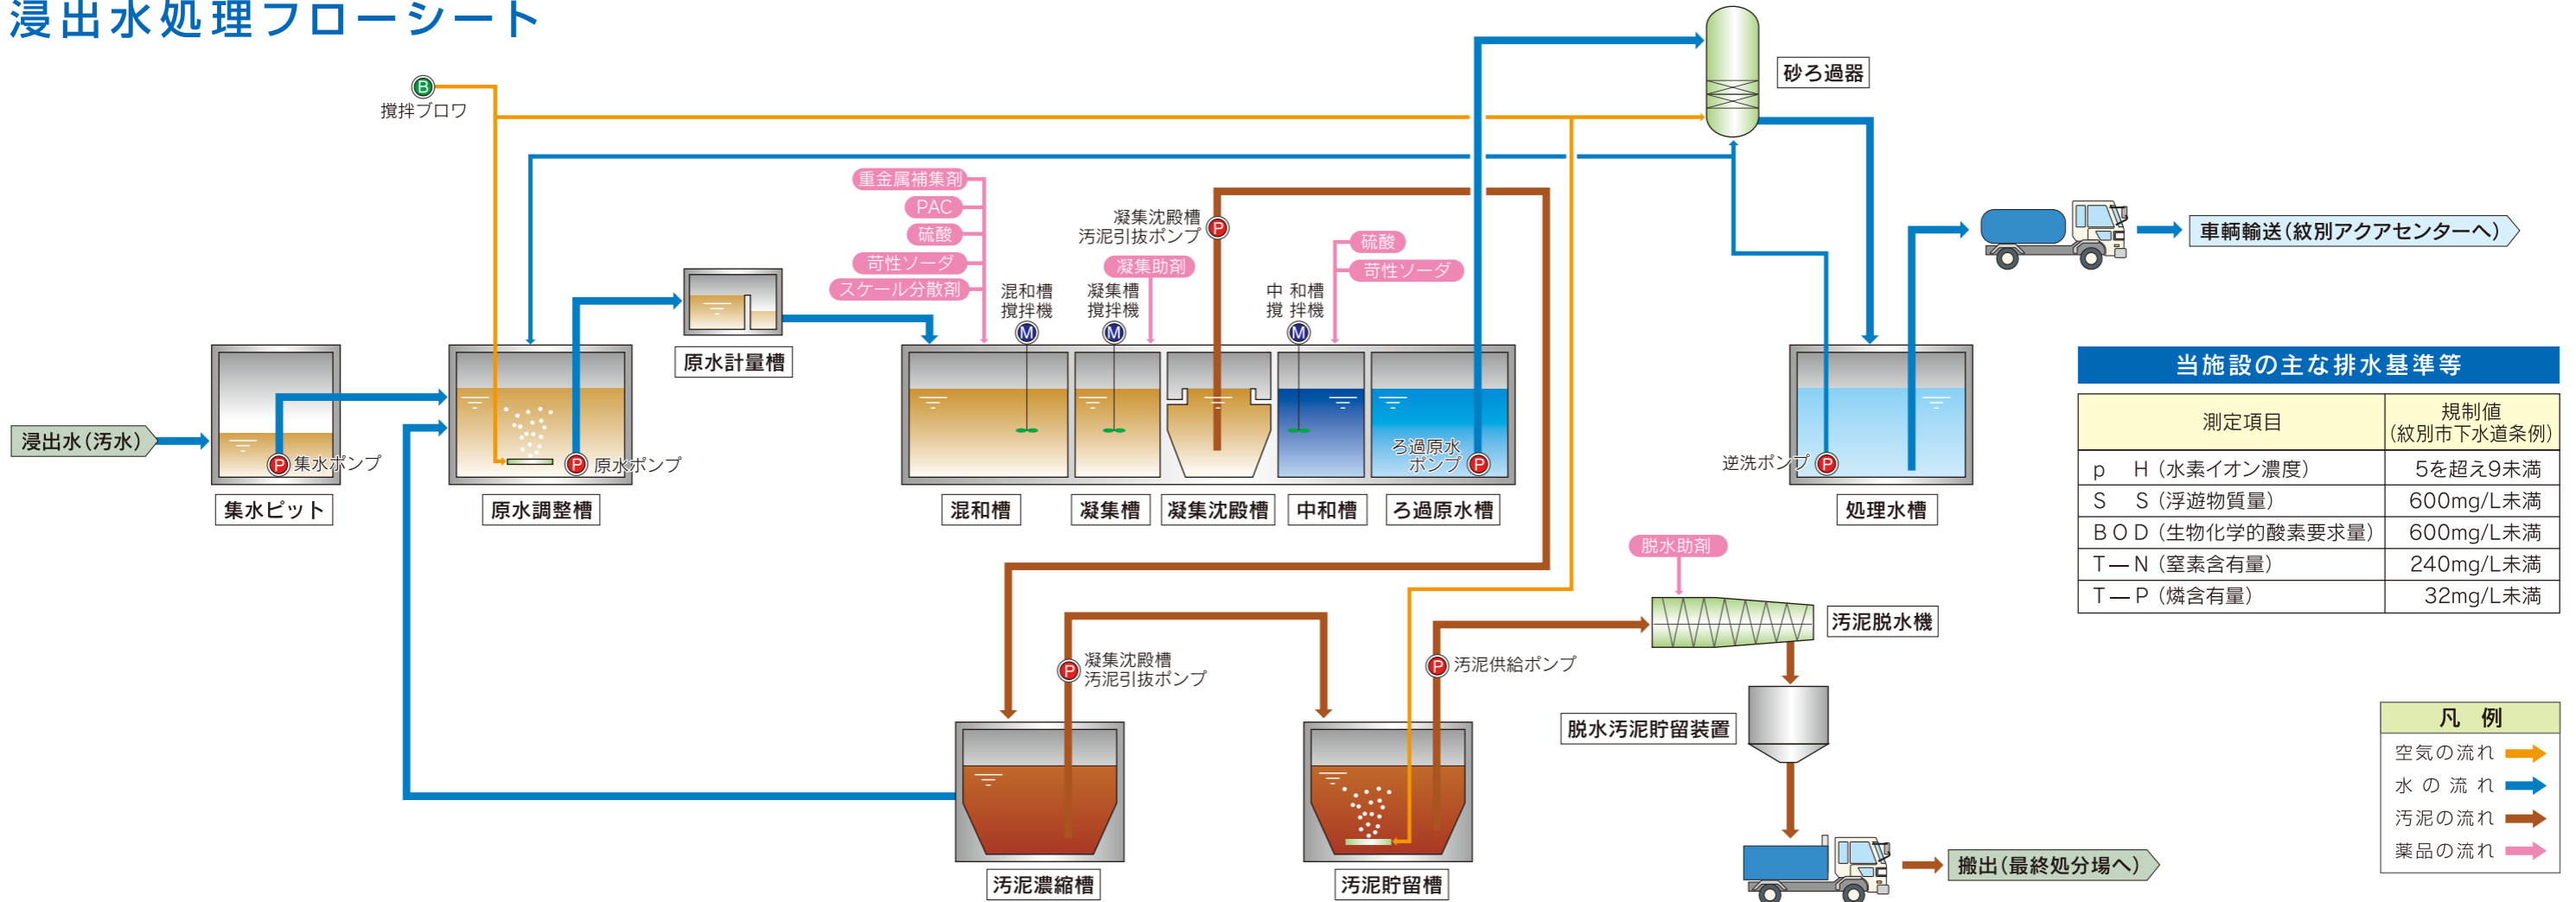 浸出水処理フローシート
B
撹拌ブロワ
砂ろ過器
重金属補集剤
PAC
硫酸
苛性ソーダ
スケール分散剤
凝集沈殿槽
汚泥引抜ポンプ
P
凝集助剤
硫酸
苛性ソーダ
混和槽
撹拌機
M
凝集槽
撹拌機
M
中 和槽
撹 拌機
M
車輌輸送(紋別アクアセンターへ)
原水計量槽
浸出水(汚水)
P 集水ポンプ
P 原水ポンプ
ろ過原水
ポンプ P
逆洗ポンプ P
集水ピット
原水調整槽
混和槽
凝集槽
凝集沈殿槽
中和槽
ろ過原水槽
処理水槽
当施設の主な排水基準等
測定項目
規制値
(紋別市下水道条例)
p H (水素イオン濃度) 5を超え9未満
S S (浮遊物質量) 600mg/L未満
BOD (生物化学的酸素要求量) 600mg/L未満
T―N (窒素含有量) 240mg/L未満
T―P (燐含有量) 32mg/L未満
脱水助剤
汚泥脱水機
P
凝集沈殿槽
汚泥引抜ポンプ
P 汚泥供給ポンプ
脱水汚泥貯留装置
汚泥濃縮槽
汚泥貯留槽
搬出(最終処分場へ)
凡 例
空気の流れ
水の流れ
汚泥の流れ
薬品の流れ